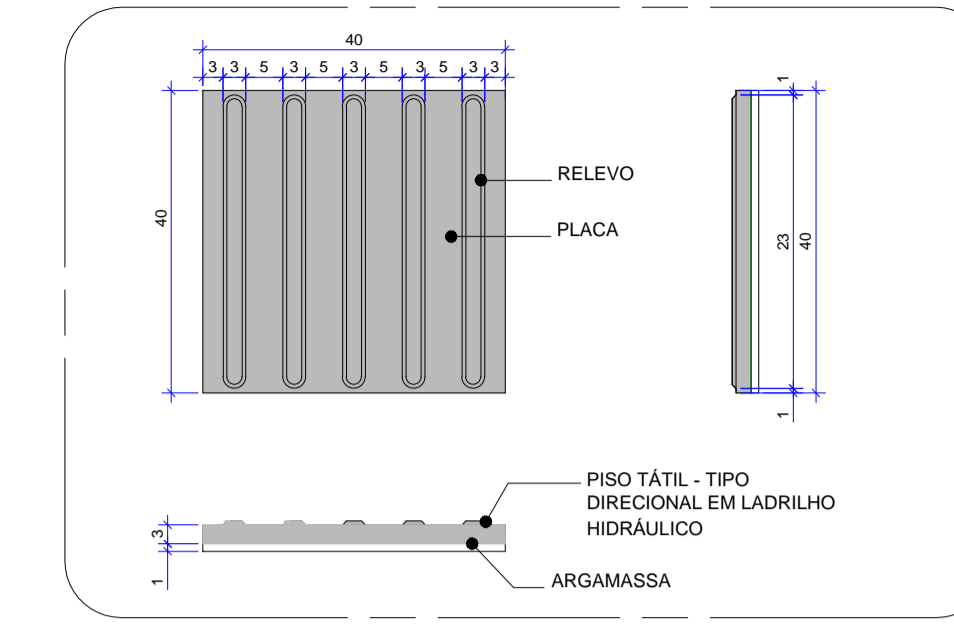 40
3 3 5 3 5 3 5 3 5 3 3
40
RELEVO
PLACA
1
23
40
1
PISO TÁTIL - TIPO
DIRECIONAL EM LADRILHO
HIDRÁULICO
3
1
ARGAMASSA